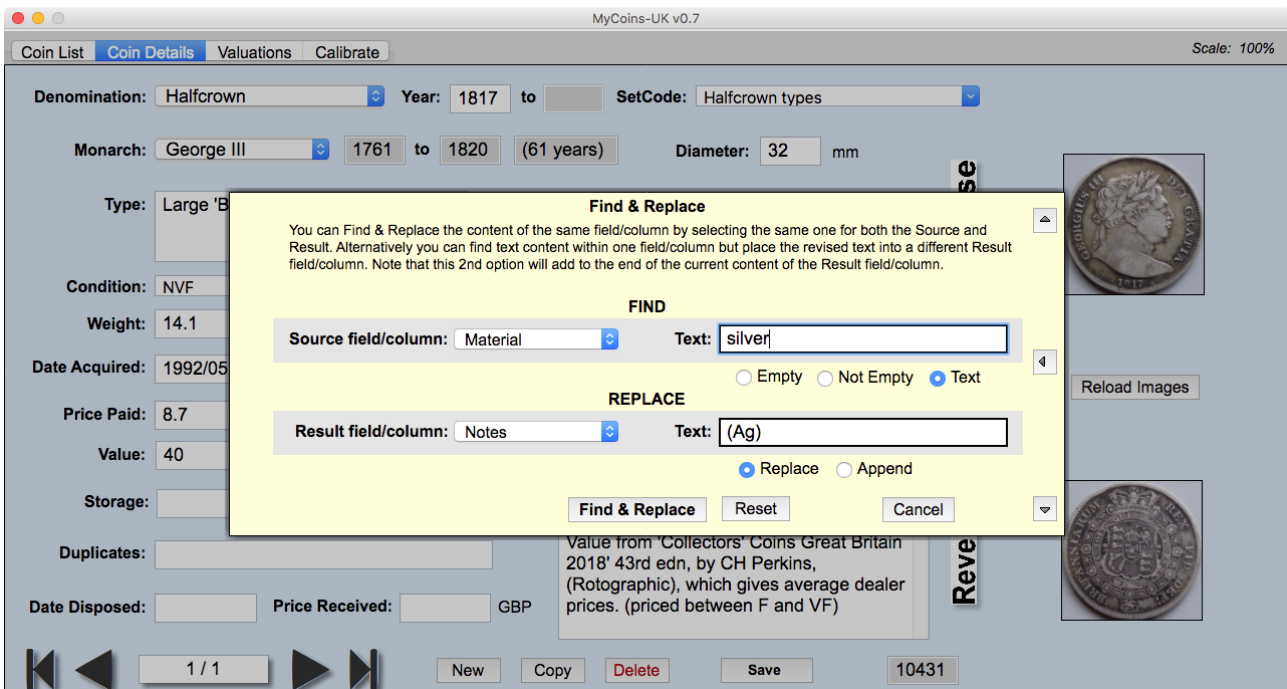 MyCoins-UK v0.7
Coin List Coin Details Valuations Calibrate Scale: 100%
Denomination: Halfcrown Year: 1817 to SetCode: Halfcrown types
Monarch: George III 1761 to 1820 (61 years) Diameter: 32 mm
Type: Large 'B
Find & Replace
You can Find & Replace the content of the same field/column by selecting the same one for both the Source and
Result. Alternatively you can find text content within one field/column but place the revised text into a different Result
field/column. Note that this 2nd option will add to the end of the current content of the Result field/column.
GEORGIUS III DEI GRATIA
1817
Condition: NVF
FIND
Weight: 14.1
Source field/column: Material Text: silver
Date Acquired: 1992/05
Empty Not Empty Text
Reload Images
REPLACE
Price Paid: 8.7
Result field/column: Notes Text: (Ag)
Value: 40
Replace Append
Storage:
Find & Replace Reset Cancel
Duplicates:
Value from 'Collectors' Coins Great Britain
2018' 43rd edn, by CH Perkins,
(Rotographic), which gives average dealer
prices. (priced between F and VF)
Date Disposed: Price Received: GBP
1 / 1 New Copy Delete Save 10431